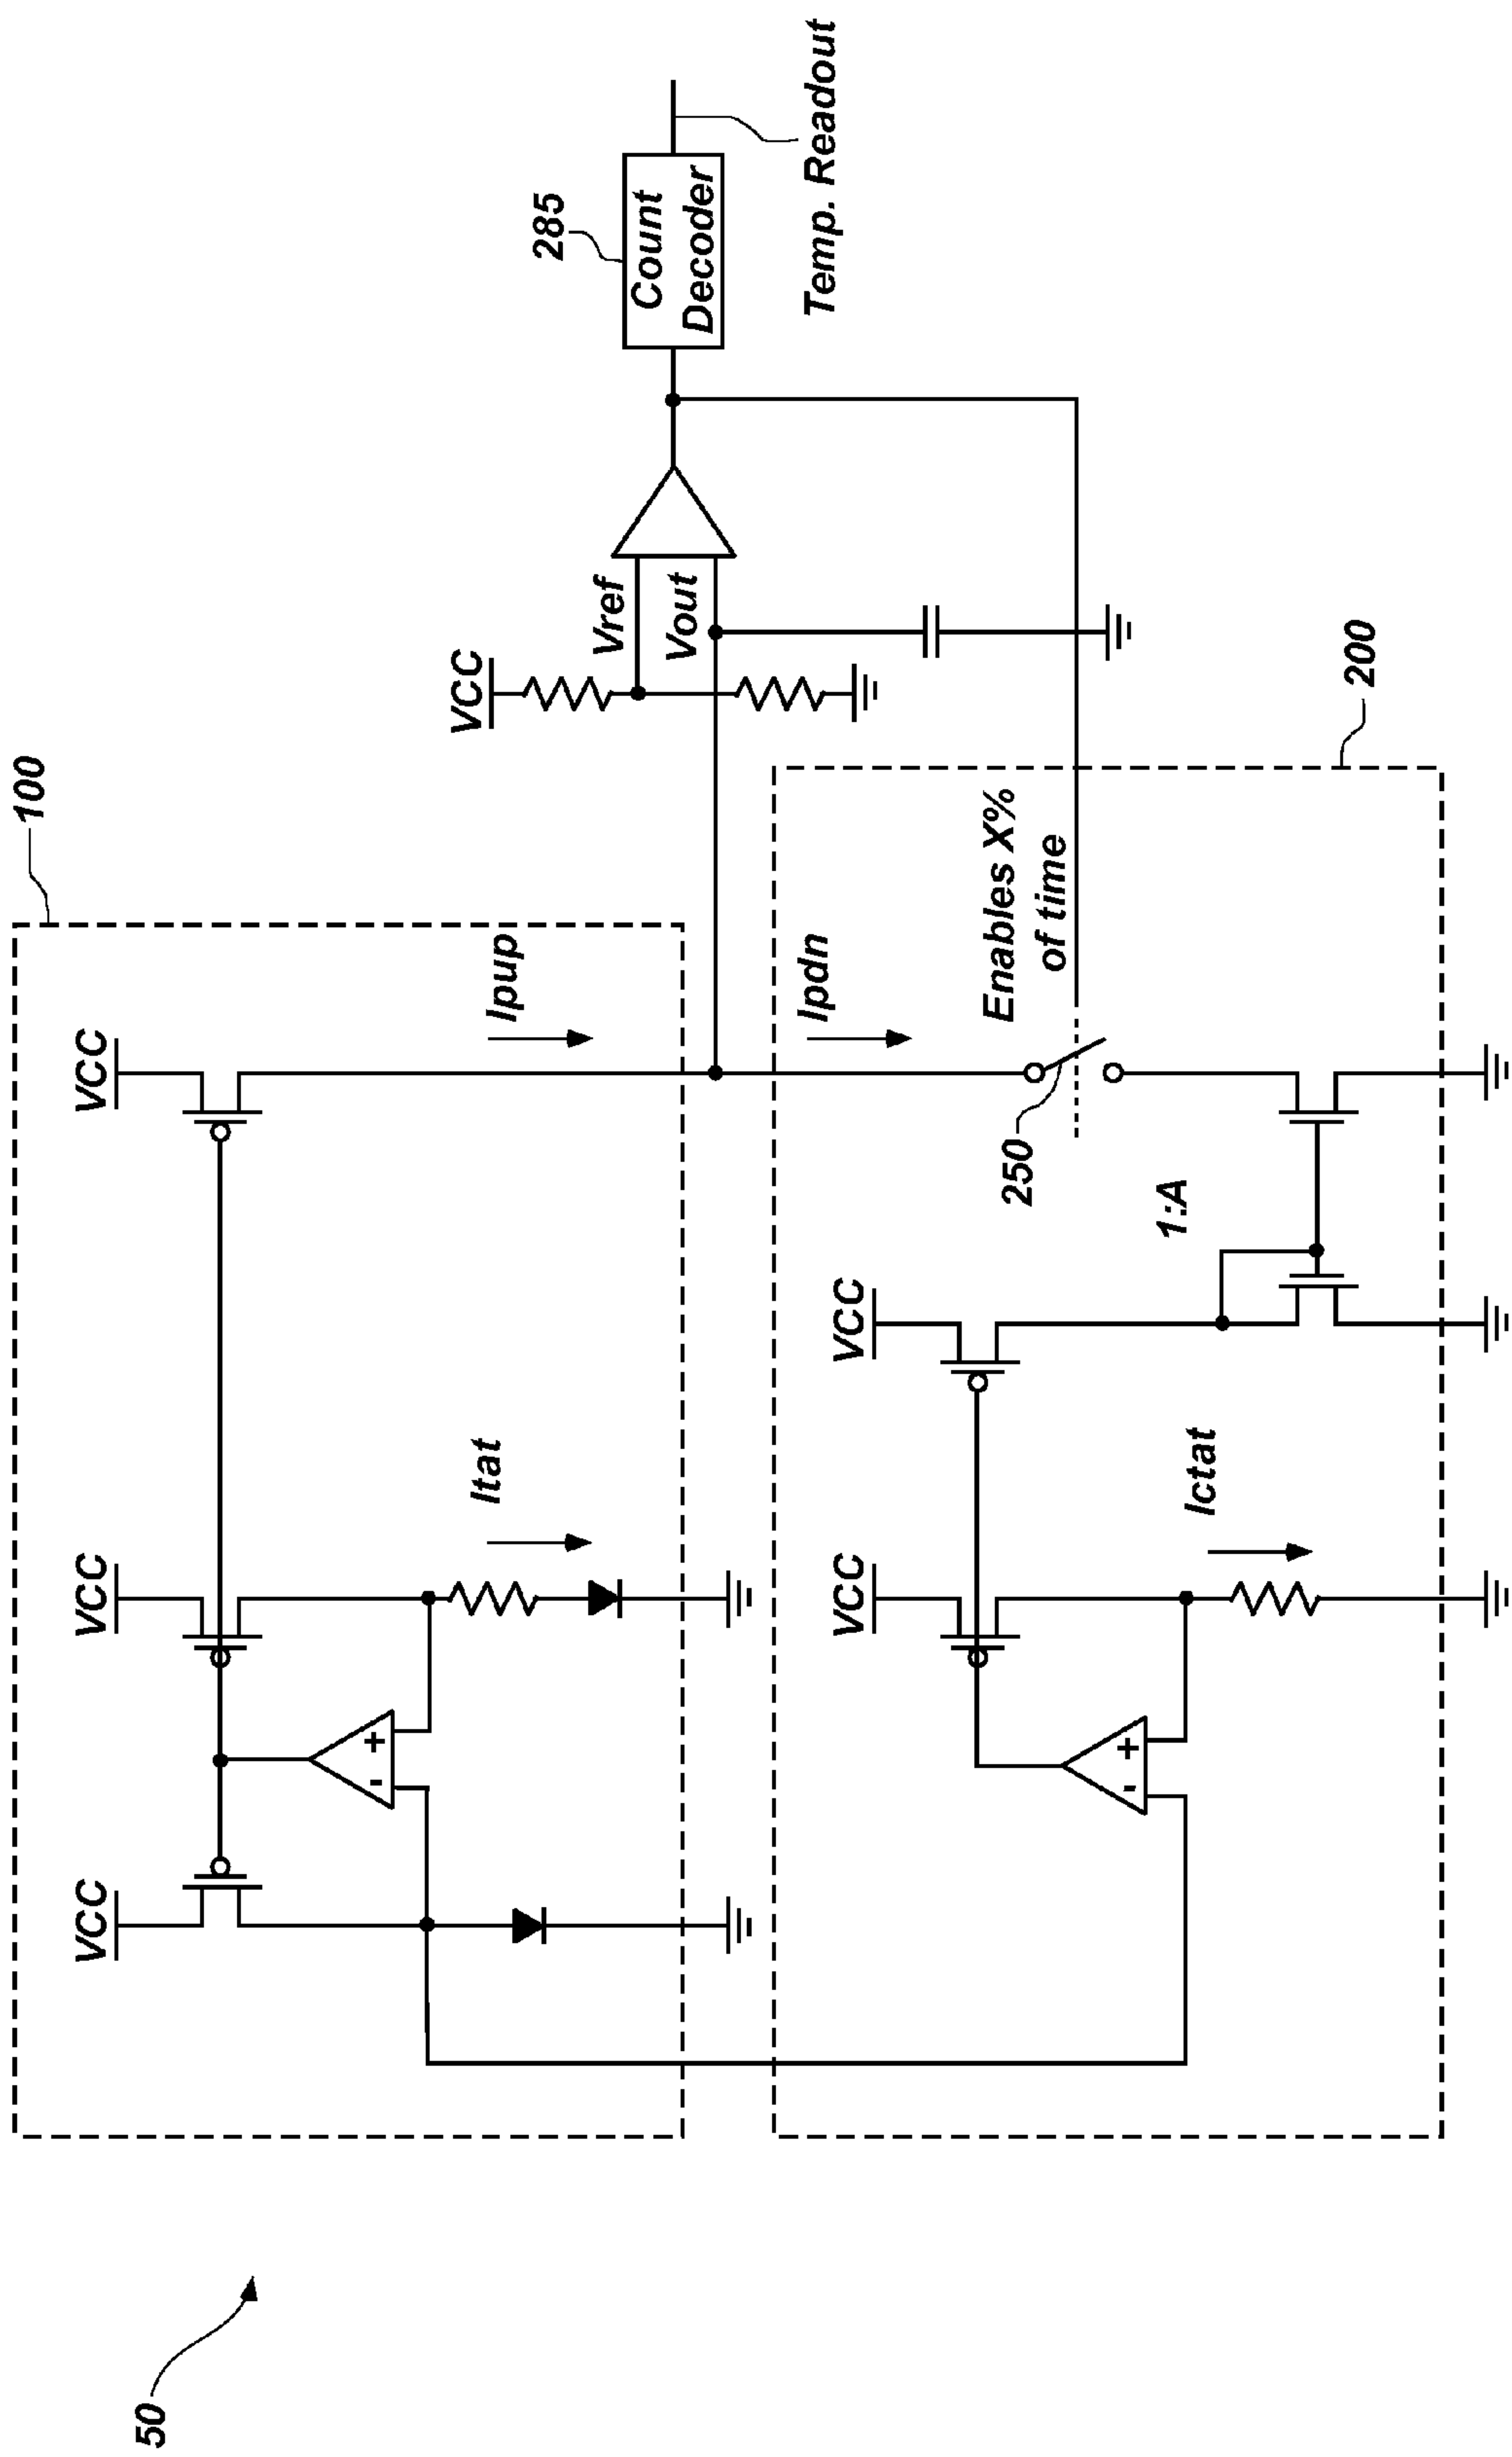 100
VCC
VCC
VCC
Itat
Ipup
VCC
Vref
Vout
285
Count
Decoder
Temp. Readout
VCC
VCC
Ictat
1:A
250
Ipdn
Enables X%
of time
200
50